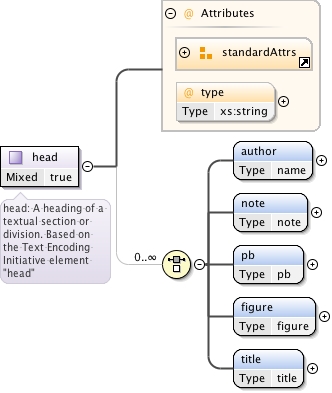 @ Attributes
standardAttrs
@ type
Type xs:string
head
Mixed true
head: A heading of a
textual section or
division. Based on
the Text Encoding
Initiative element
"head"
0..∞
author
Type name
note
Type note
pb
Type pb
figure
Type figure
title
Type title